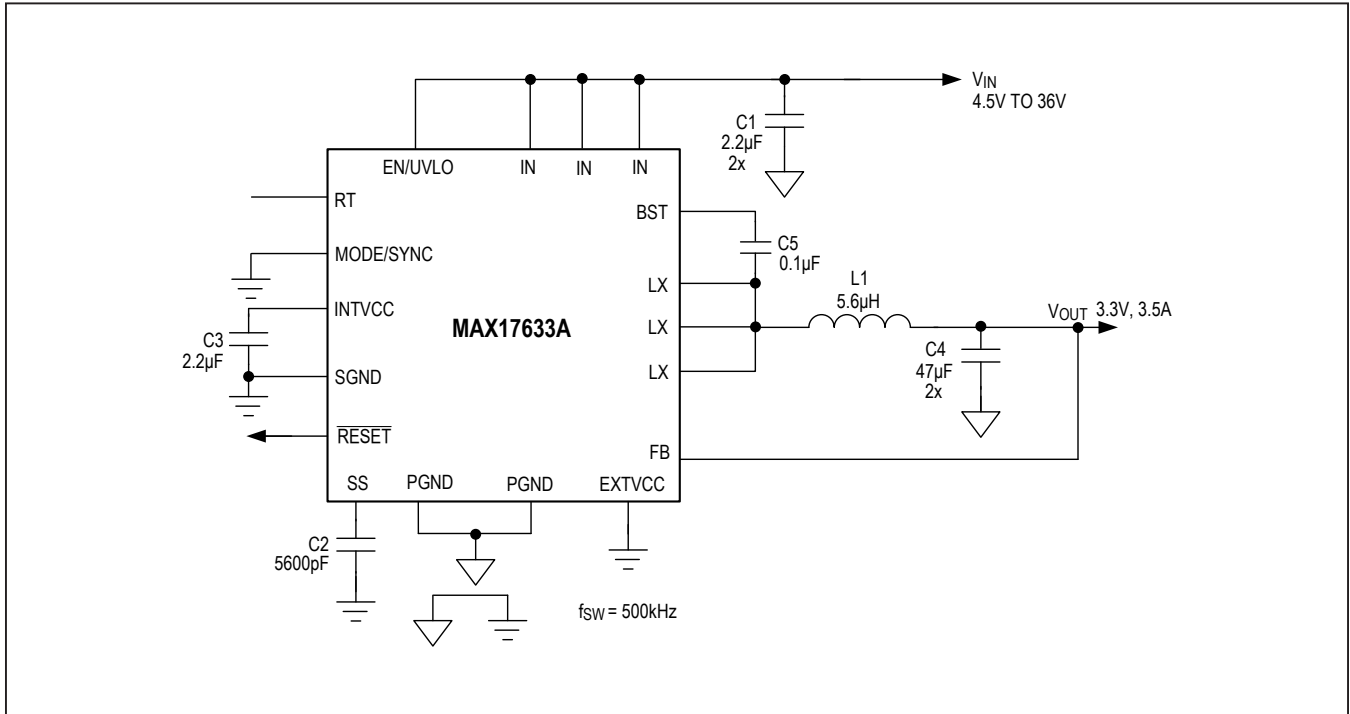 VIN
4.5V TO 36V
C1
2.2µF
2x
EN/UVLO
IN
IN
IN
RT
BST
MODE/SYNC
C5
0.1µF
INTVCC
LX
L1
5.6µH
MAX17633A
LX
VOUT 3.3V, 3.5A
C3
2.2µF
C4
47µF
2x
SGND
LX
RESET
FB
SS
PGND
PGND
EXTVCC
C2
5600pF
fSW = 500kHz